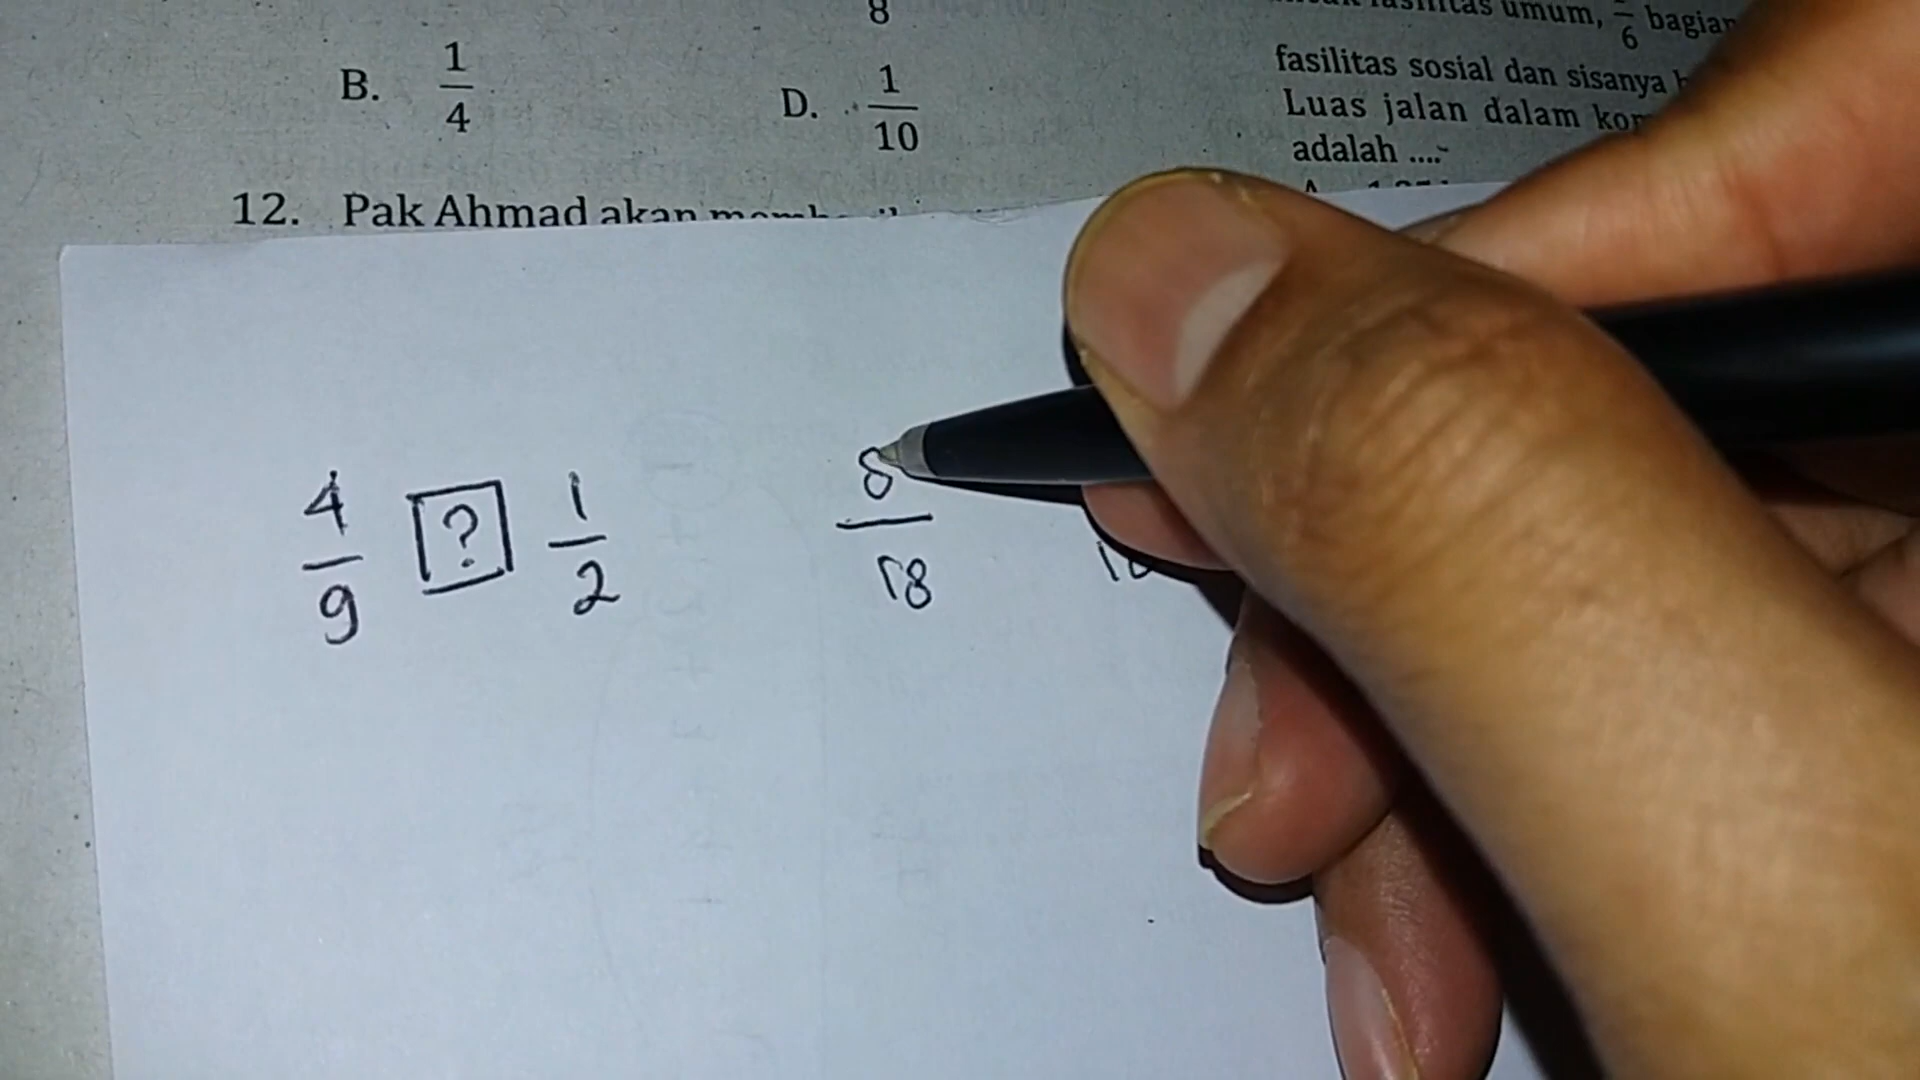 8
B. 1/4
D. 1/10
12. Pak Ahmad akan
umum, /6 bagian
fasilitas sosial dan sisanya
Luas jalan dalam
adalah ....
4/9 ? 1/2
8/18